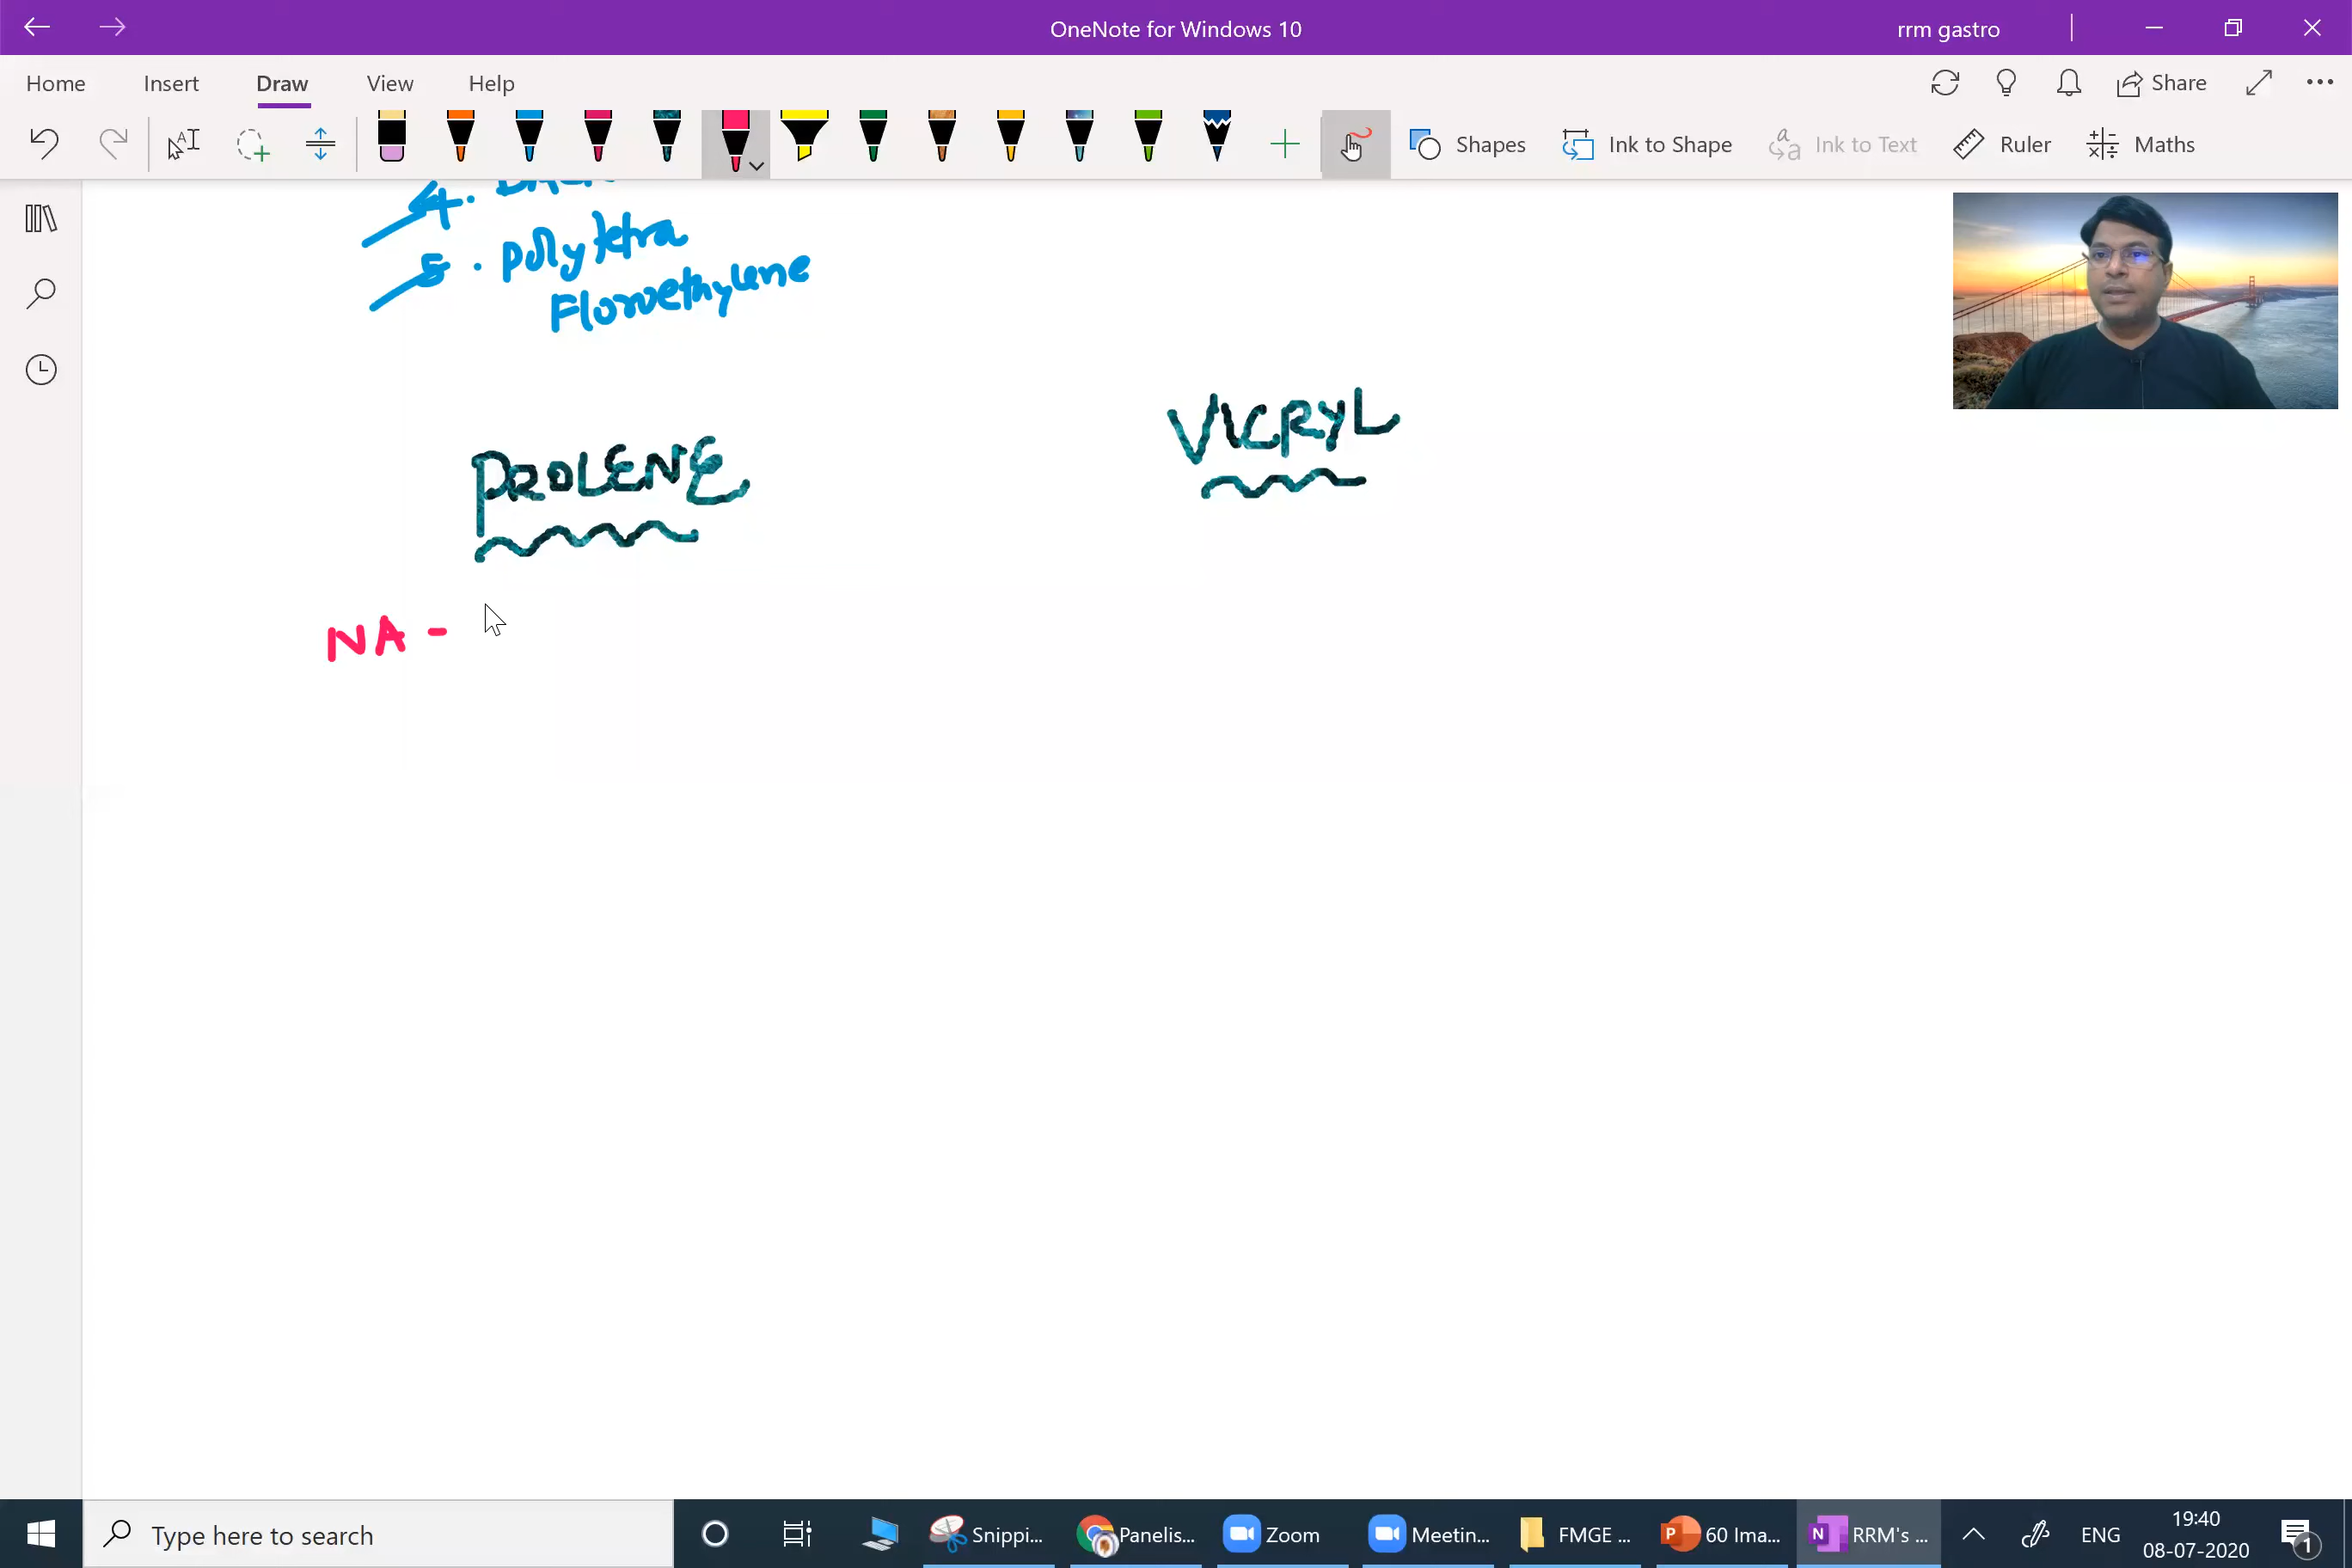 OneNote for Windows 10
rrm gastro
Home Insert Draw View Help
Share
Shapes Ink to Shape Ink to Text Ruler Maths
4.
5. Polytetra
Floroethylene
PROLENE
VICRYL
NA -
Type here to search
Snippi...
Panelis...
Zoom
Meetin...
FMGE ...
60 Ima...
RRM's ...
ENG
19:40
08-07-2020
1